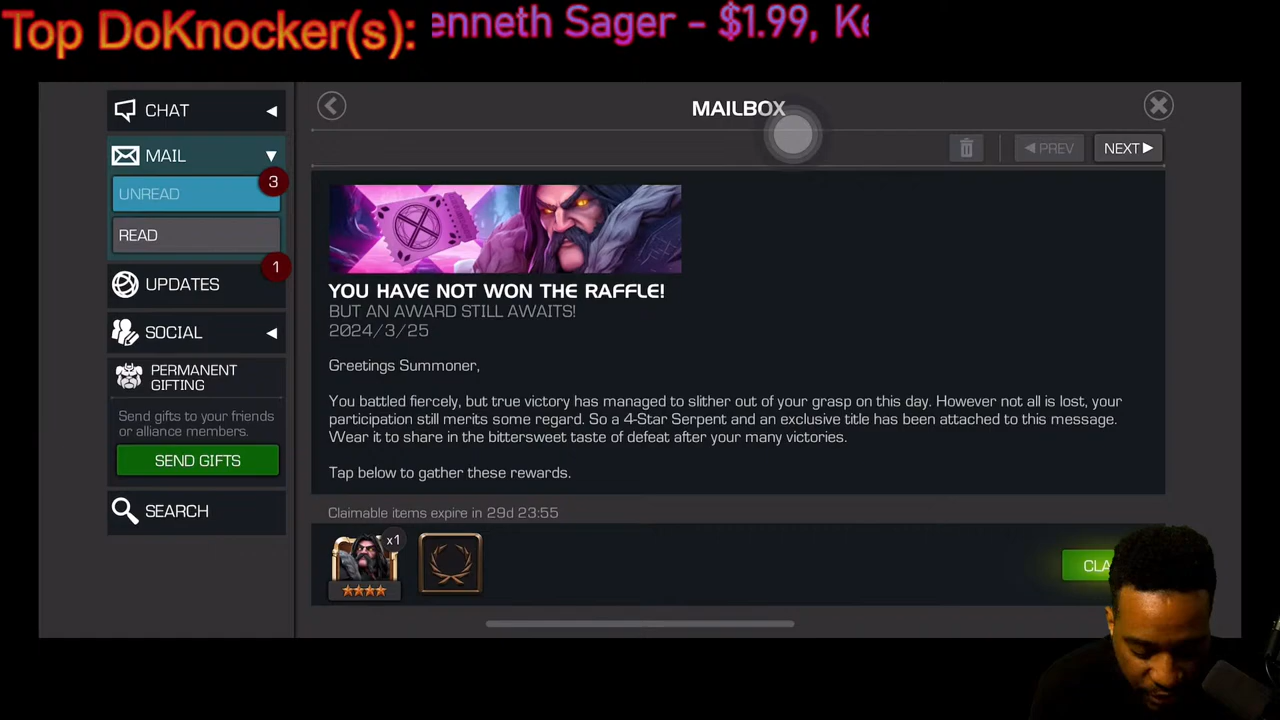 Top DoKnocker(s): enneth Sager - $1.99, Ke
CHAT
MAIL
UNREAD
3
READ
UPDATES
1
SOCIAL
PERMANENT
GIFTING
Send gifts to your friends
or alliance members.
SEND GIFTS
SEARCH
MAILBOX
PREV
NEXT
YOU HAVE NOT WON THE RAFFLE!
BUT AN AWARD STILL AWAITS!
2024/3/25
Greetings Summoner,
You battled fiercely, but true victory has managed to slither out of your grasp on this day. However not all is lost, your
participation still merits some regard. So a 4-Star Serpent and an exclusive title has been attached to this message.
Wear it to share in the bittersweet taste of defeat after your many victories.
Tap below to gather these rewards.
Claimable items expire in 29d 23:55
x1
CLA